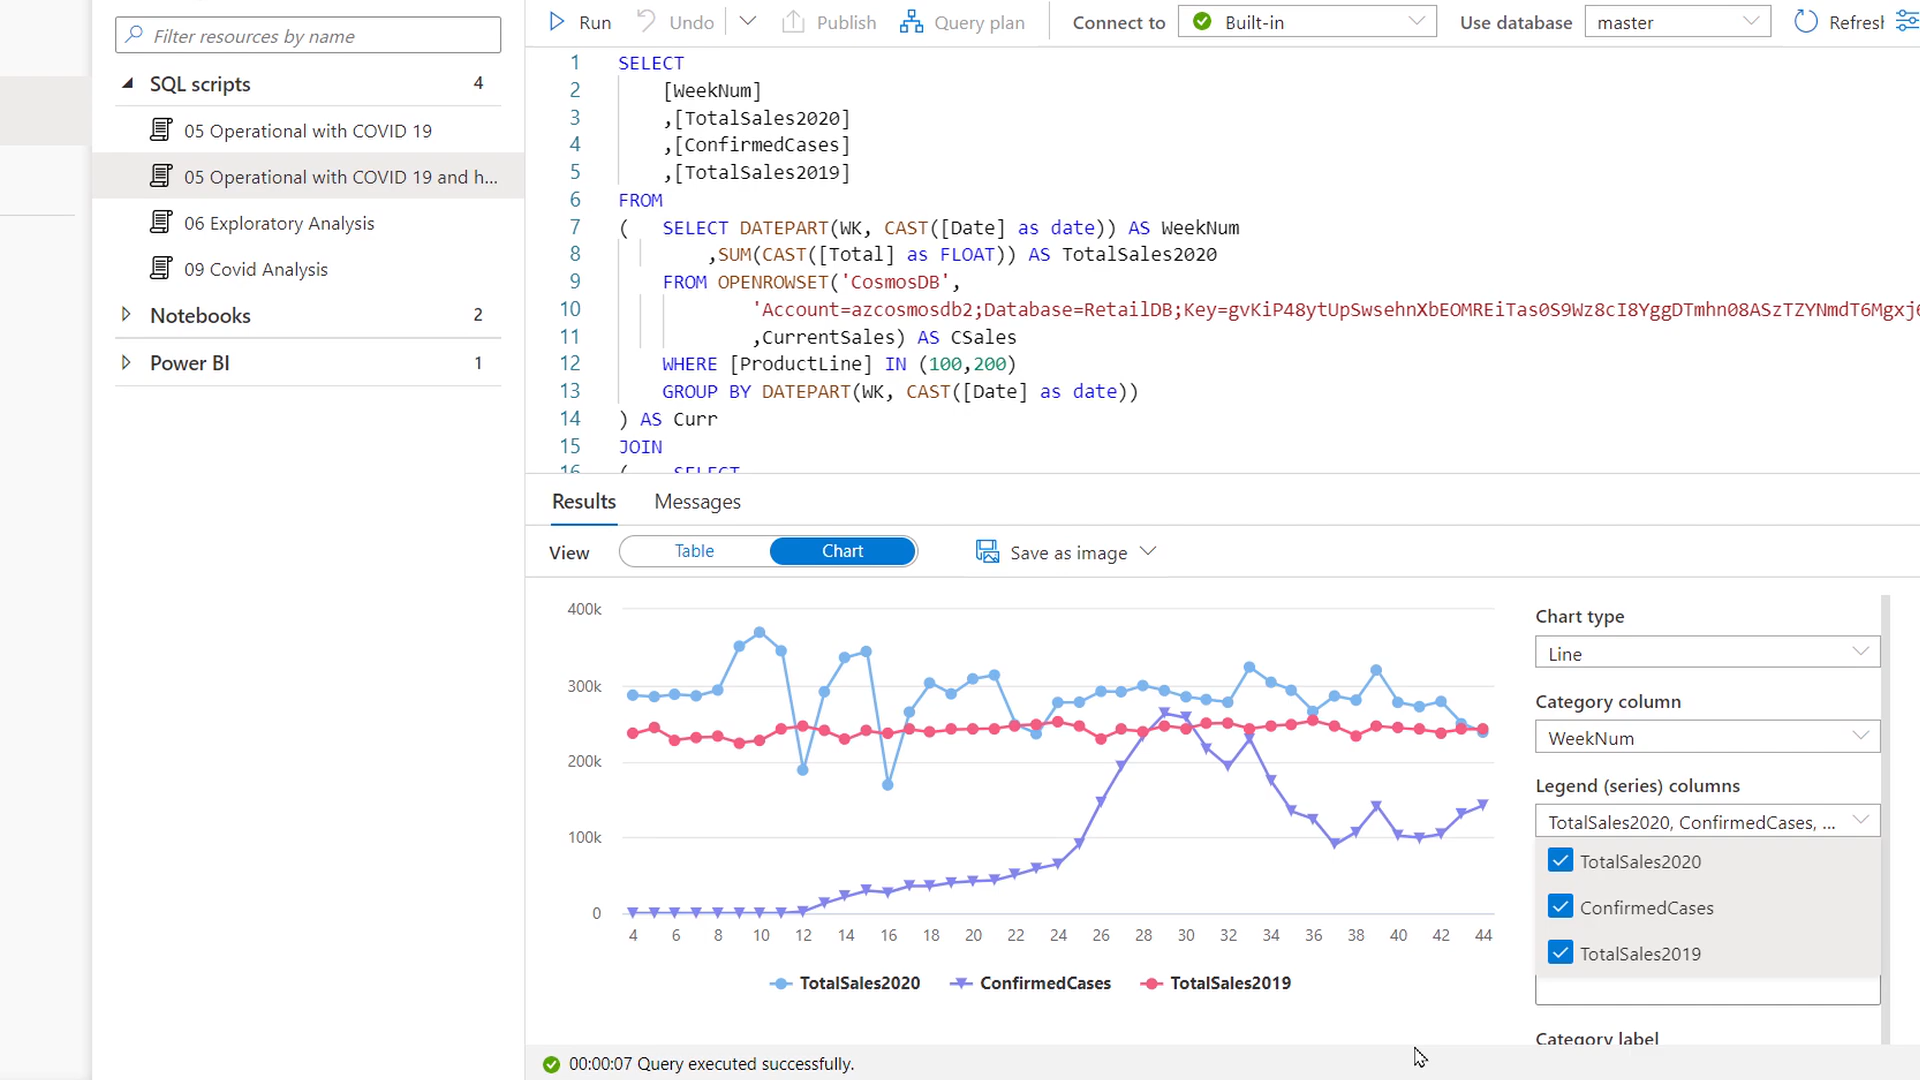 Filter resources by name
SQL scripts 4
05 Operational with COVID 19
05 Operational with COVID 19 and h...
06 Exploratory Analysis
09 Covid Analysis
Notebooks 2
Power BI 1
Run Undo Publish Query plan Connect to Built-in Use database master Refresh
1 SELECT
2 [WeekNum]
3 ,[TotalSales2020]
4 ,[ConfirmedCases]
5 ,[TotalSales2019]
6 FROM
7 ( SELECT DATEPART(WK, CAST([Date] as date)) AS WeekNum
8 ,SUM(CAST([Total] as FLOAT)) AS TotalSales2020
9 FROM OPENROWSET('CosmosDB',
10 'Account=azcosmosdb2;Database=RetailDB;Key=
11 ,CurrentSales) AS CSales
12 WHERE [ProductLine] IN (100,200)
13 GROUP BY DATEPART(WK, CAST([Date] as date))
14 ) AS Curr
15 JOIN
16 ( SELECT
Results Messages
View Table Chart Save as image
400k
300k
200k
100k
0
4 6 8 10 12 14 16 18 20 22 24 26 28 30 32 34 36 38 40 42 44
TotalSales2020 ConfirmedCases TotalSales2019
Chart type
Line
Category column
WeekNum
Legend (series) columns
TotalSales2020, ConfirmedCases, ...
TotalSales2020
ConfirmedCases
TotalSales2019
Category label
00:00:07 Query executed successfully.